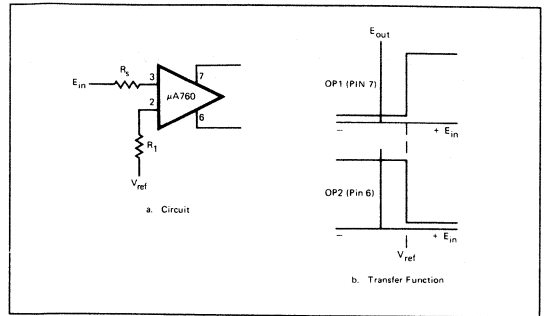 E_in
R_s
3
2
7
μA760
6
R_1
V_ref
a. Circuit
E_out
OP1 (PIN 7)
− + E_in
OP2 (Pin 6)
− + E_in
V_ref
b. Transfer Function